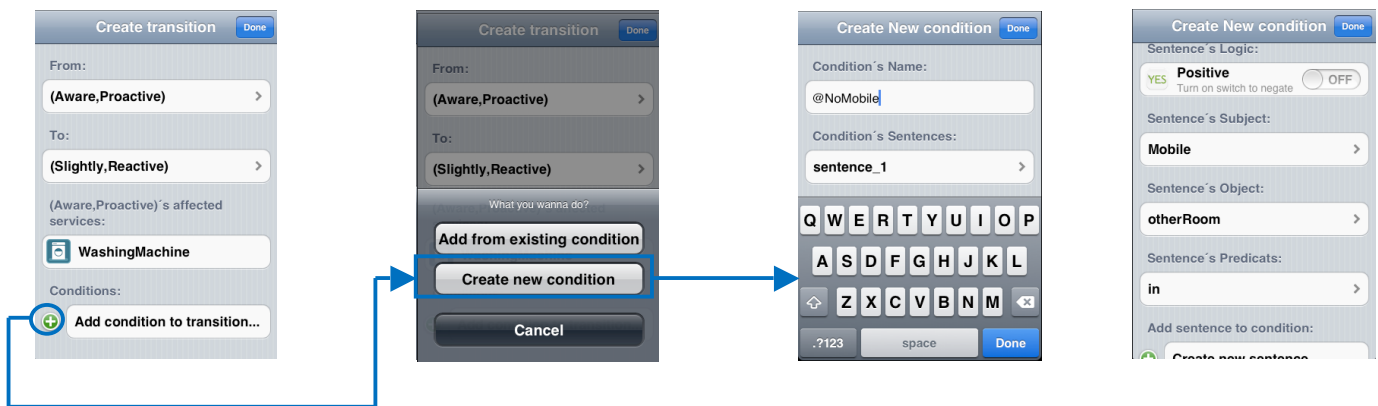 Create transition
Done
From:
(Aware,Proactive)
To:
(Slightly,Reactive)
(Aware,Proactive)´s affected
services:
WashingMachine
Conditions:
Add condition to transition...
Create transition
Done
From:
(Aware,Proactive)
To:
(Slightly,Reactive)
What you wanna do?
Add from existing condition
Create new condition
Cancel
Create New condition
Done
Condition´s Name:
@NoMobile
Condition´s Sentences:
sentence_1
Q W E R T Y U I O P
A S D F G H J K L
Z X C V B N M
.?123 space Done
Create New condition
Done
Sentence´s Logic:
YES Positive OFF
Turn on switch to negate
Sentence´s Subject:
Mobile
Sentence´s Object:
otherRoom
Sentence´s Predicats:
in
Add sentence to condition:
Create new sentence